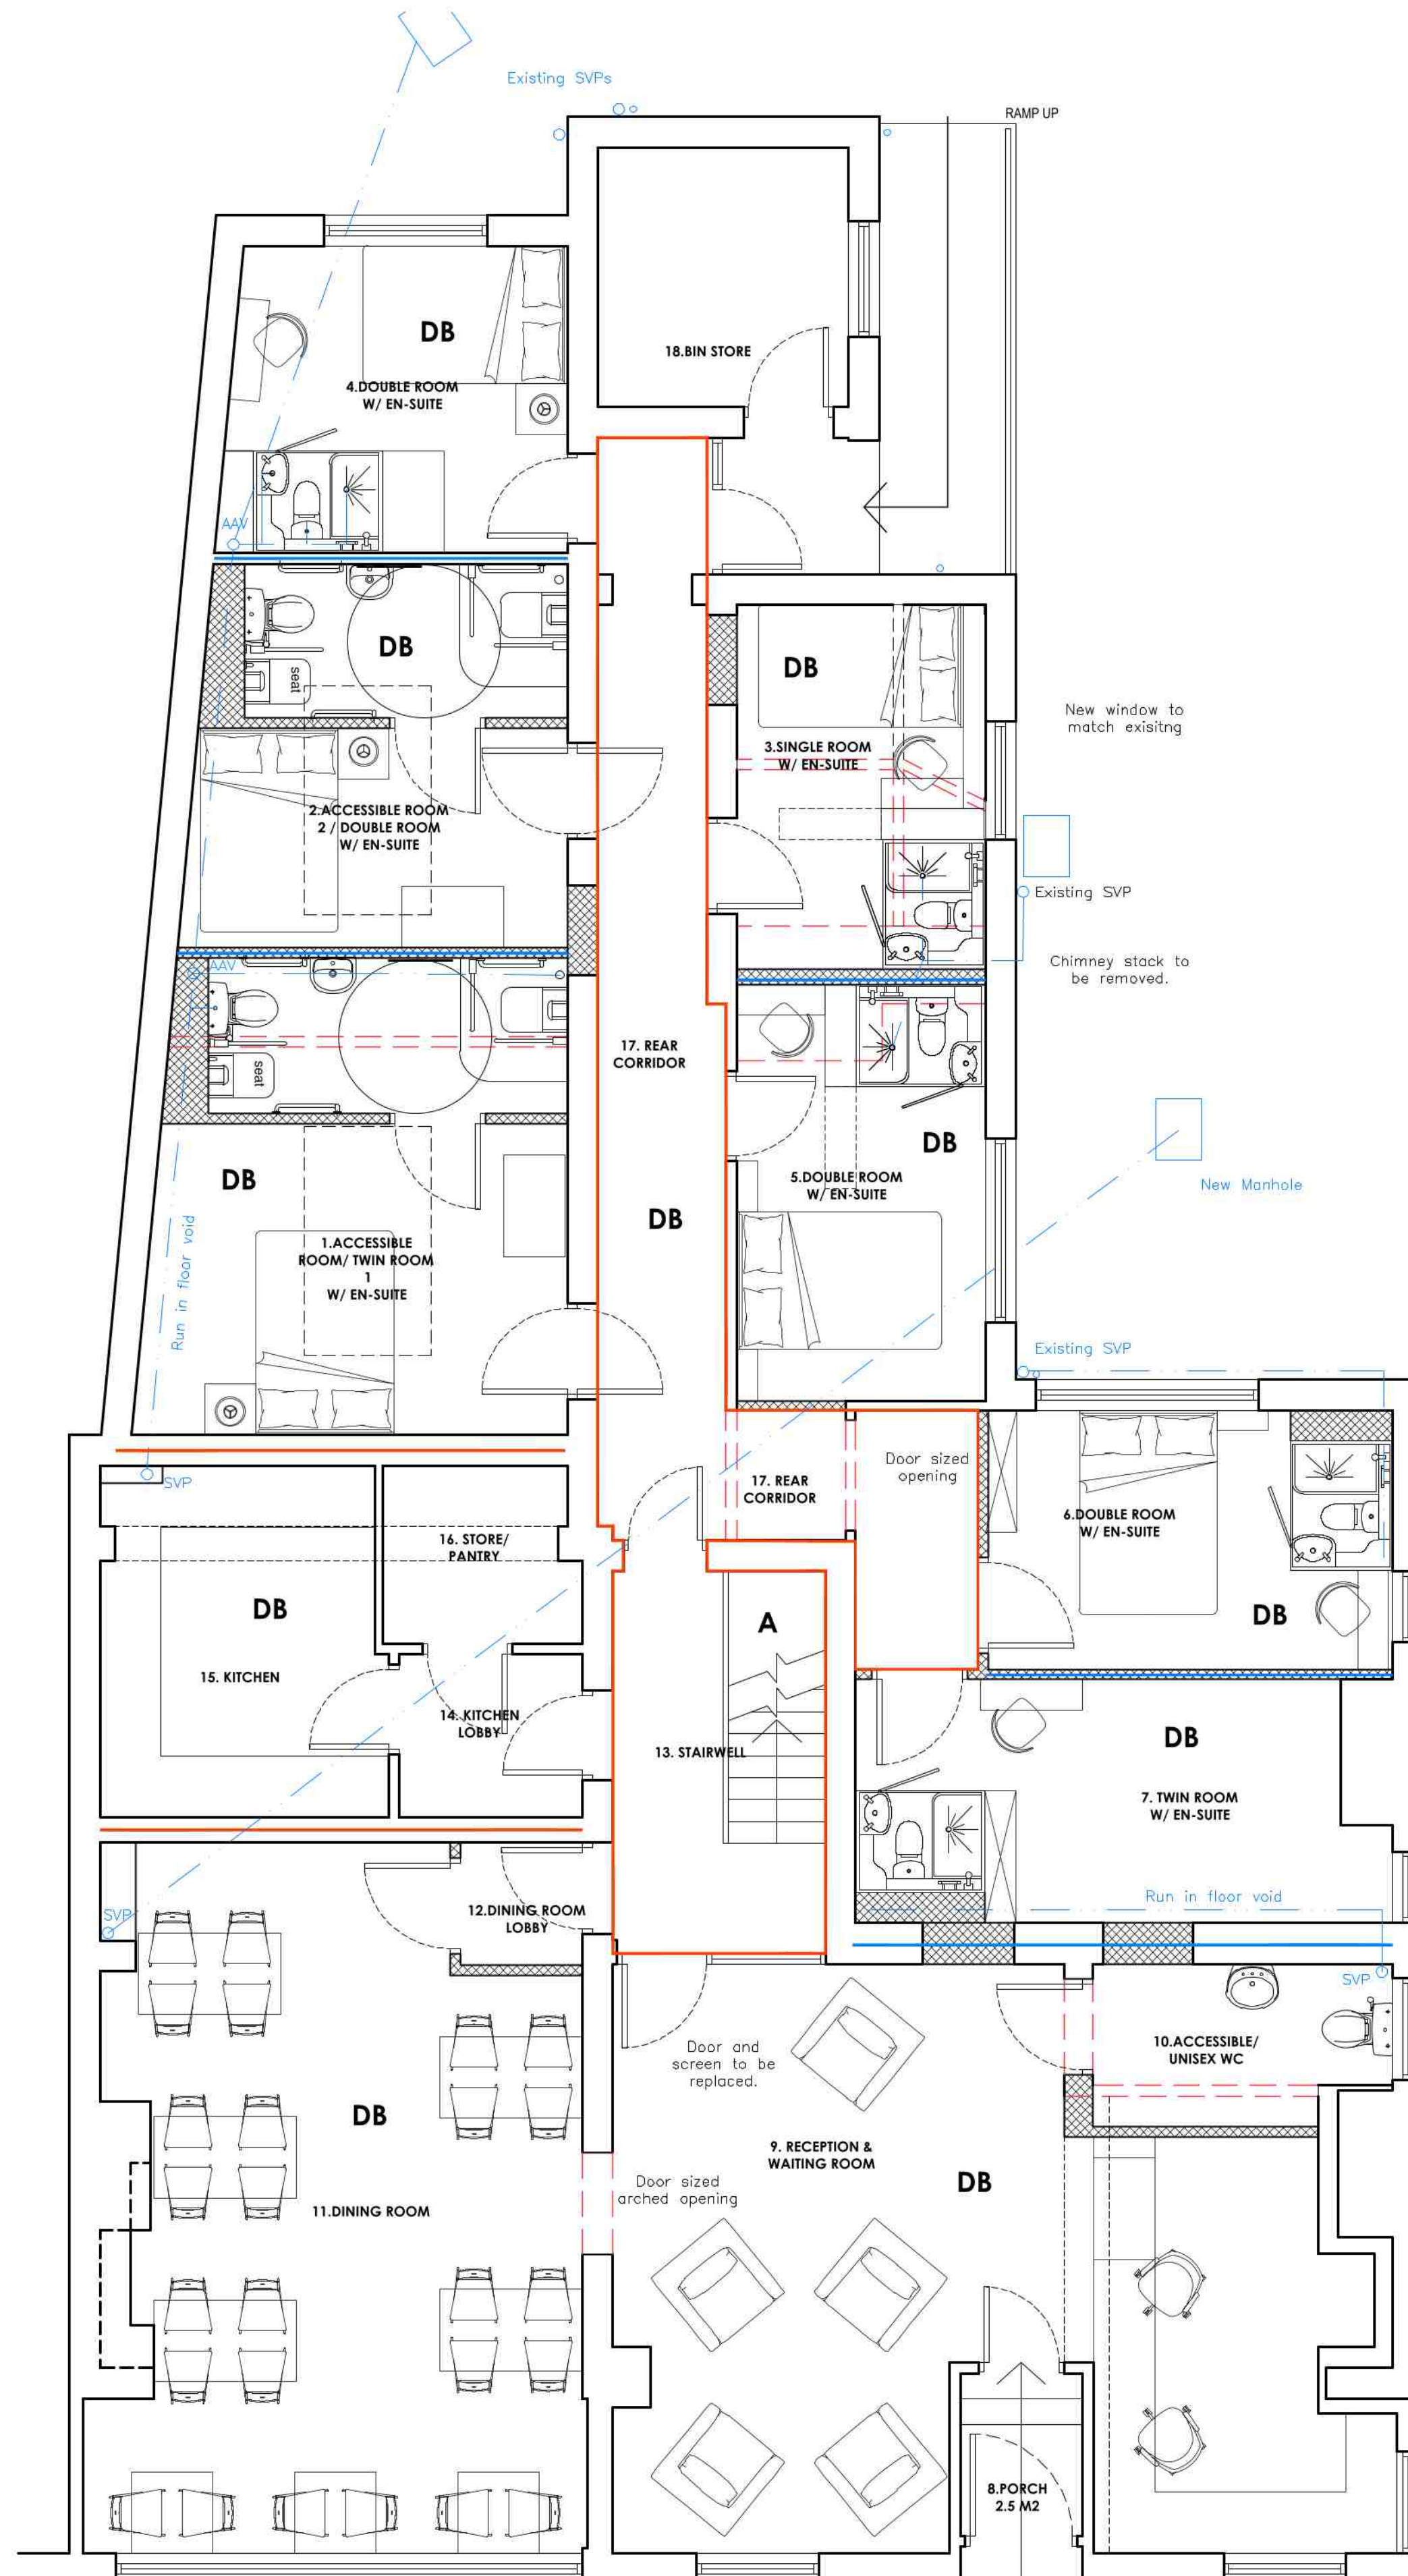 Existing SVPs
RAMP UP
DB
4.DOUBLE ROOM
W/ EN-SUITE
18.BIN STORE
AAV
DB
seat
DB
3.SINGLE ROOM
W/ EN-SUITE
New window to
match exisitng
2.ACCESSIBLE ROOM
2 / DOUBLE ROOM
W/ EN-SUITE
Existing SVP
AAV
Chimney stack to
be removed.
seat
17. REAR
CORRIDOR
DB
5.DOUBLE ROOM
W/ EN-SUITE
New Manhole
DB
DB
1.ACCESSIBLE
ROOM/ TWIN ROOM
1
W/ EN-SUITE
Run in floor void
Existing SVP
SVP
17. REAR
CORRIDOR
Door sized
opening
6.DOUBLE ROOM
W/ EN-SUITE
DB
16. STORE/
PANTRY
DB
15. KITCHEN
14. KITCHEN
LOBBY
A
13. STAIRWELL
DB
7. TWIN ROOM
W/ EN-SUITE
Run in floor void
SVP
12.DINING ROOM
LOBBY
SVP
10.ACCESSIBLE/
UNISEX WC
Door and
screen to be
replaced.
DB
11.DINING ROOM
9. RECEPTION &
WAITING ROOM
DB
Door sized
arched opening
8.PORCH
2.5 M2